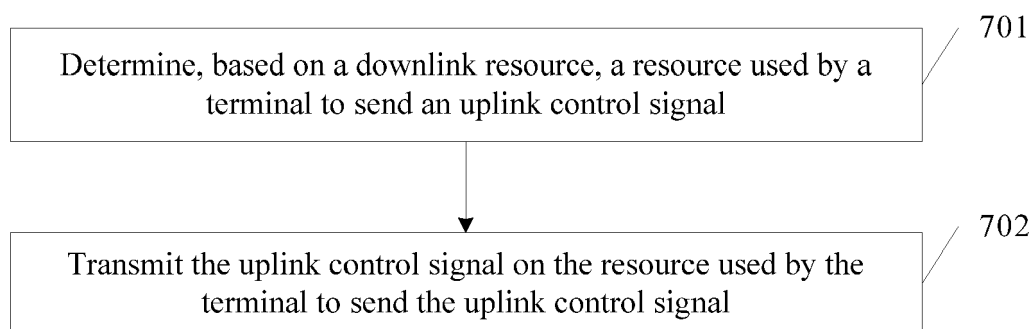 701
Determine, based on a downlink resource, a resource used by a
terminal to send an uplink control signal
702
Transmit the uplink control signal on the resource used by the
terminal to send the uplink control signal